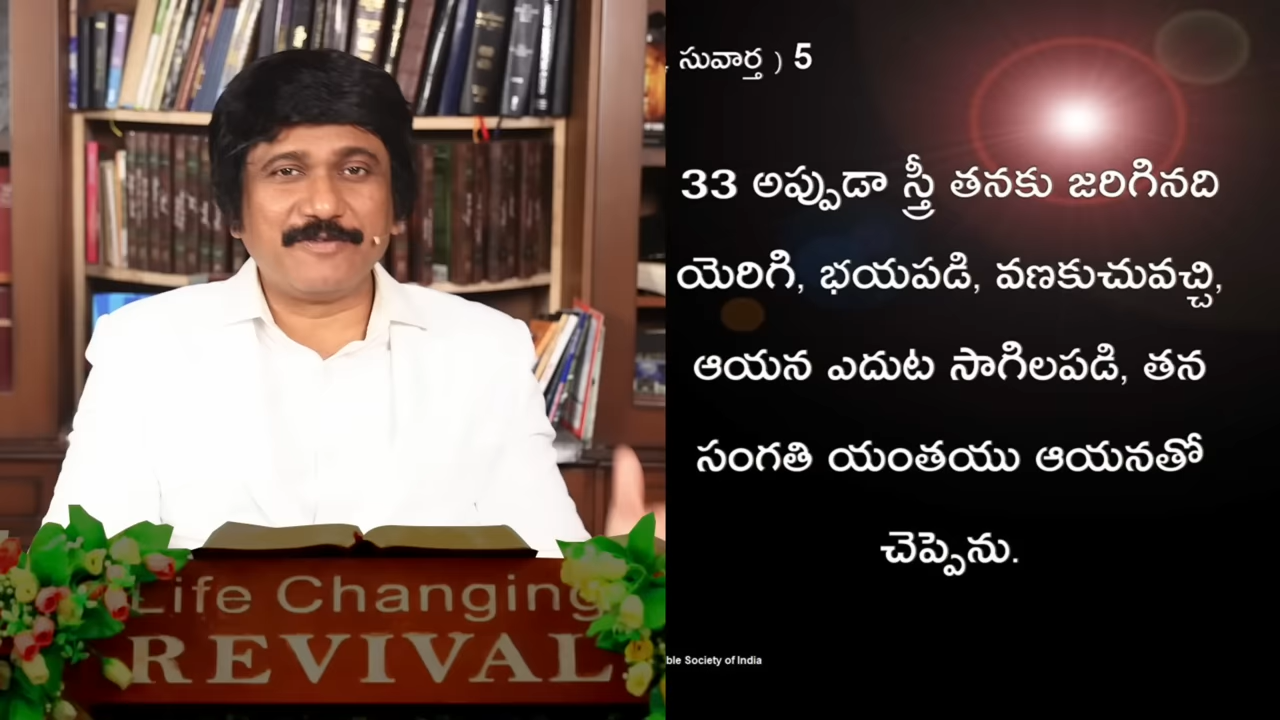 Life Changing
REVIVAL
సువార్త ) 5
33 అప్పుడా స్త్రీ తనకు జరిగినది
యెరిగి, భయపడి, వణకుచువచ్చి,
ఆయన ఎదుట సాగిలపడి, తన
సంగతి యంతయు ఆయనతో
చెప్పెను.
Society of India